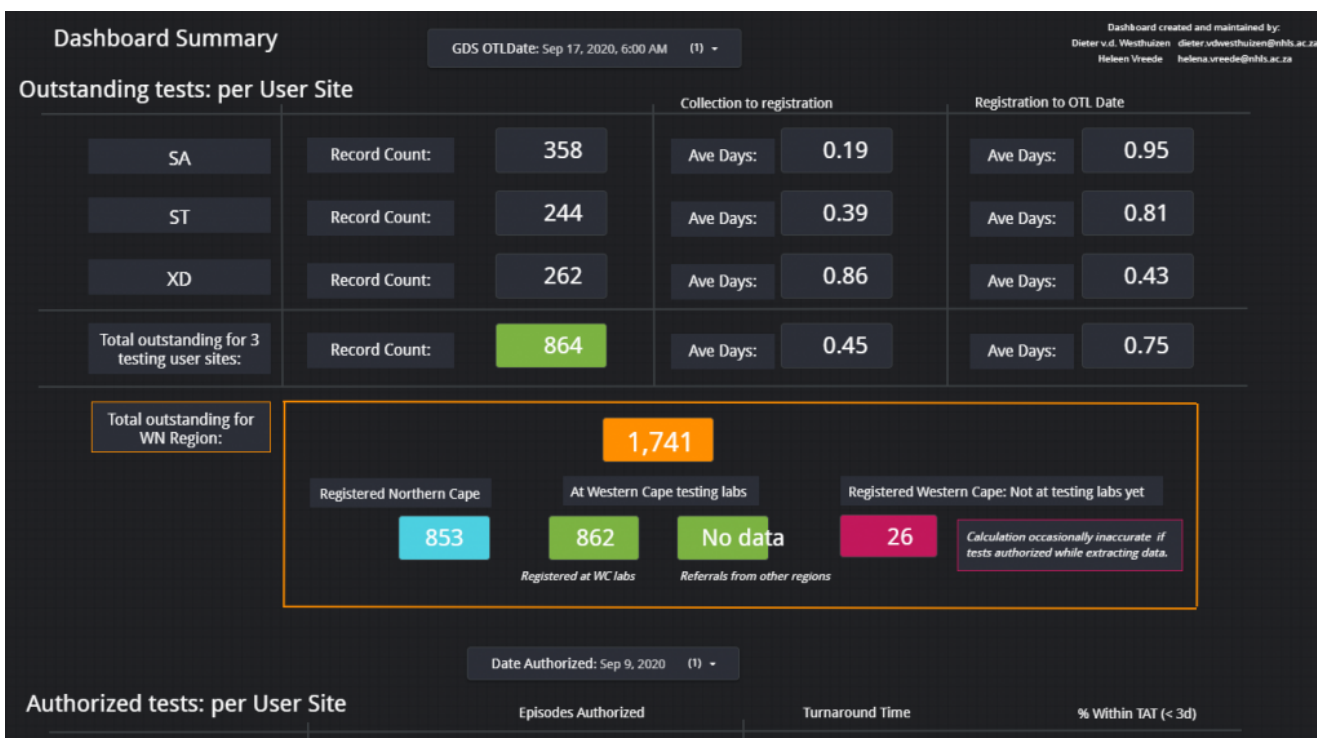 Dashboard Summary
GDS OTLDate: Sep 17, 2020, 6:00 AM (1)
Dashboard created and maintained by:
Dieter v.d. Westhuizen dieter.vdwesthuizen@nhls.ac.za
Heleen Vreede helena.vreede@nhls.ac.za
Outstanding tests: per User Site
Collection to registration
Registration to OTL Date
SA Record Count: 358 Ave Days: 0.19 Ave Days: 0.95
ST Record Count: 244 Ave Days: 0.39 Ave Days: 0.81
XD Record Count: 262 Ave Days: 0.86 Ave Days: 0.43
Total outstanding for 3
testing user sites:
Record Count: 864 Ave Days: 0.45 Ave Days: 0.75
Total outstanding for
WN Region:
1,741
Registered Northern Cape
At Western Cape testing labs
Registered Western Cape: Not at testing labs yet
853 862 No data 26
Calculation occasionally inaccurate if
tests authorized while extracting data.
Registered at WC labs
Referrals from other regions
Date Authorized: Sep 9, 2020 (1)
Authorized tests: per User Site
Episodes Authorized
Turnaround Time
% Within TAT (< 3d)